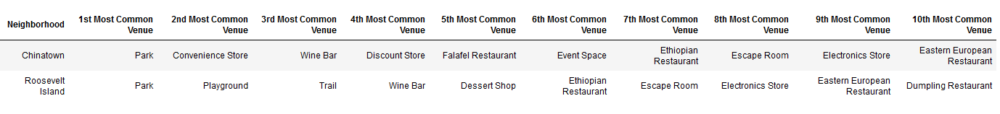 Neighborhood 1st Most Common Venue 2nd Most Common Venue 3rd Most Common Venue 4th Most Common Venue 5th Most Common Venue 6th Most Common Venue 7th Most Common Venue 8th Most Common Venue 9th Most Common Venue 10th Most Common Venue
Chinatown Park Convenience Store Wine Bar Discount Store Falafel Restaurant Event Space Ethiopian Restaurant Escape Room Electronics Store Eastern European Restaurant
Roosevelt Island Park Playground Trail Wine Bar Dessert Shop Ethiopian Restaurant Escape Room Electronics Store Eastern European Restaurant Dumpling Restaurant